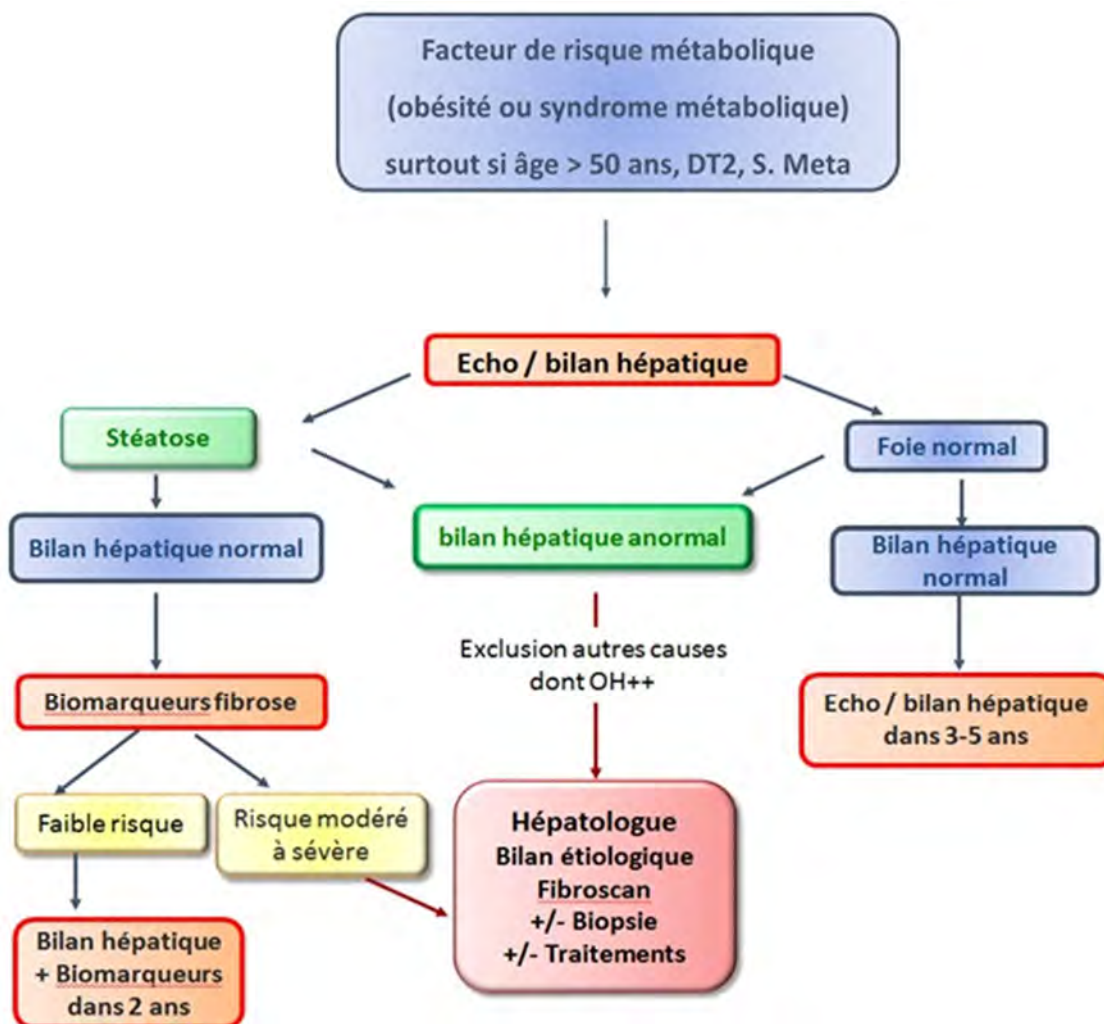 Facteur de risque métabolique
(obésité ou syndrome métabolique)
surtout si âge > 50 ans, DT2, S. Meta
Echo / bilan hépatique
Stéatose
Foie normal
Bilan hépatique normal
bilan hépatique anormal
Bilan hépatique
normal
Exclusion autres causes
dont OH++
Biomarqueurs fibrose
Echo / bilan hépatique
dans 3-5 ans
Faible risque
Risque modéré
à sévère
Hépatologue
Bilan étiologique
Fibroscan
+/- Biopsie
+/- Traitements
Bilan hépatique
+ Biomarqueurs
dans 2 ans